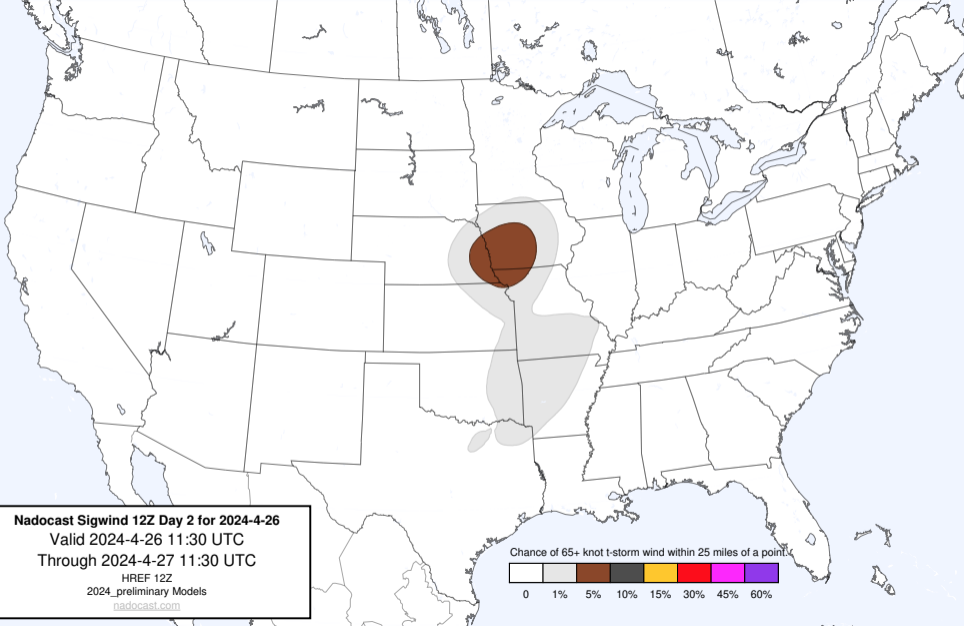 Nadocast Sigwind 12Z Day 2 for 2024-4-26
Valid 2024-4-26 11:30 UTC
Through 2024-4-27 11:30 UTC
HREF 12Z
2024_preliminary Models
nadocast.com
Chance of 65+ knot t-storm wind within 25 miles of a point.
0 1% 5% 10% 15% 30% 45% 60%